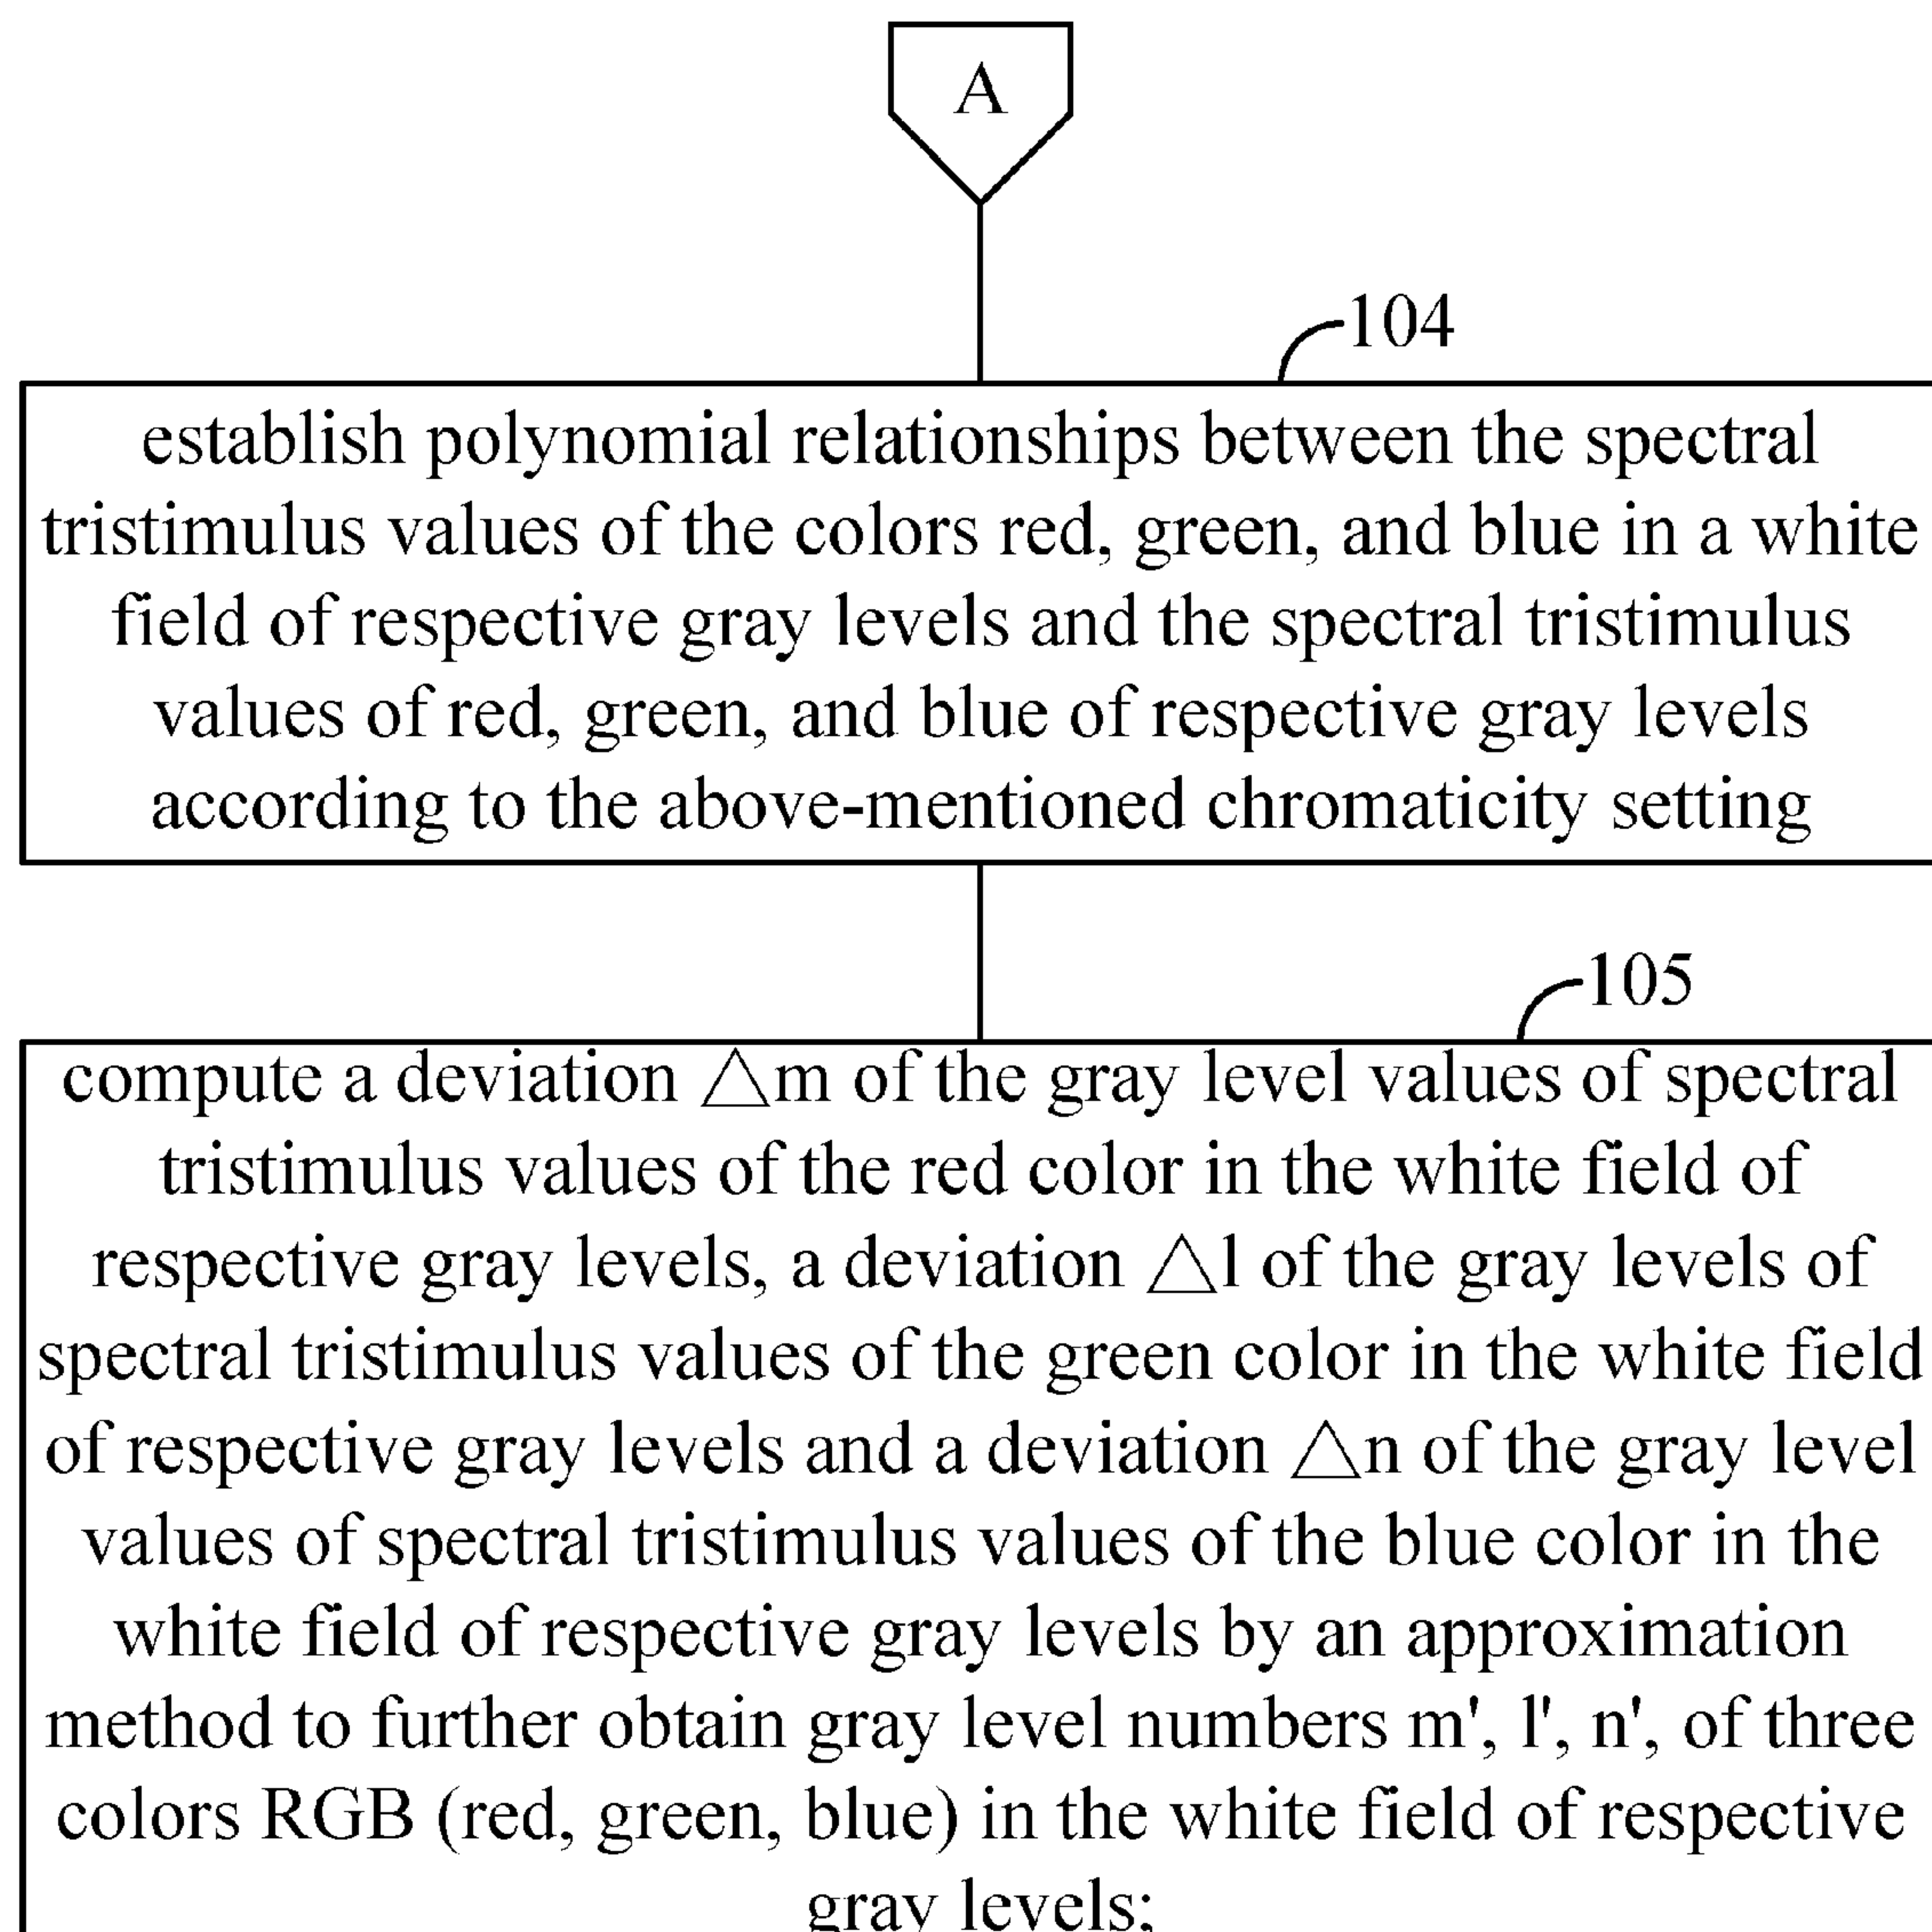 A
104
establish polynomial relationships between the spectral
tristimulus values of the colors red, green, and blue in a white
field of respective gray levels and the spectral tristimulus
values of red, green, and blue of respective gray levels
according to the above-mentioned chromaticity setting
105
compute a deviation △m of the gray level values of spectral
tristimulus values of the red color in the white field of
respective gray levels, a deviation △l of the gray levels of
spectral tristimulus values of the green color in the white field
of respective gray levels and a deviation △n of the gray level
values of spectral tristimulus values of the blue color in the
white field of respective gray levels by an approximation
method to further obtain gray level numbers m', l', n', of three
colors RGB (red, green, blue) in the white field of respective
gray levels;